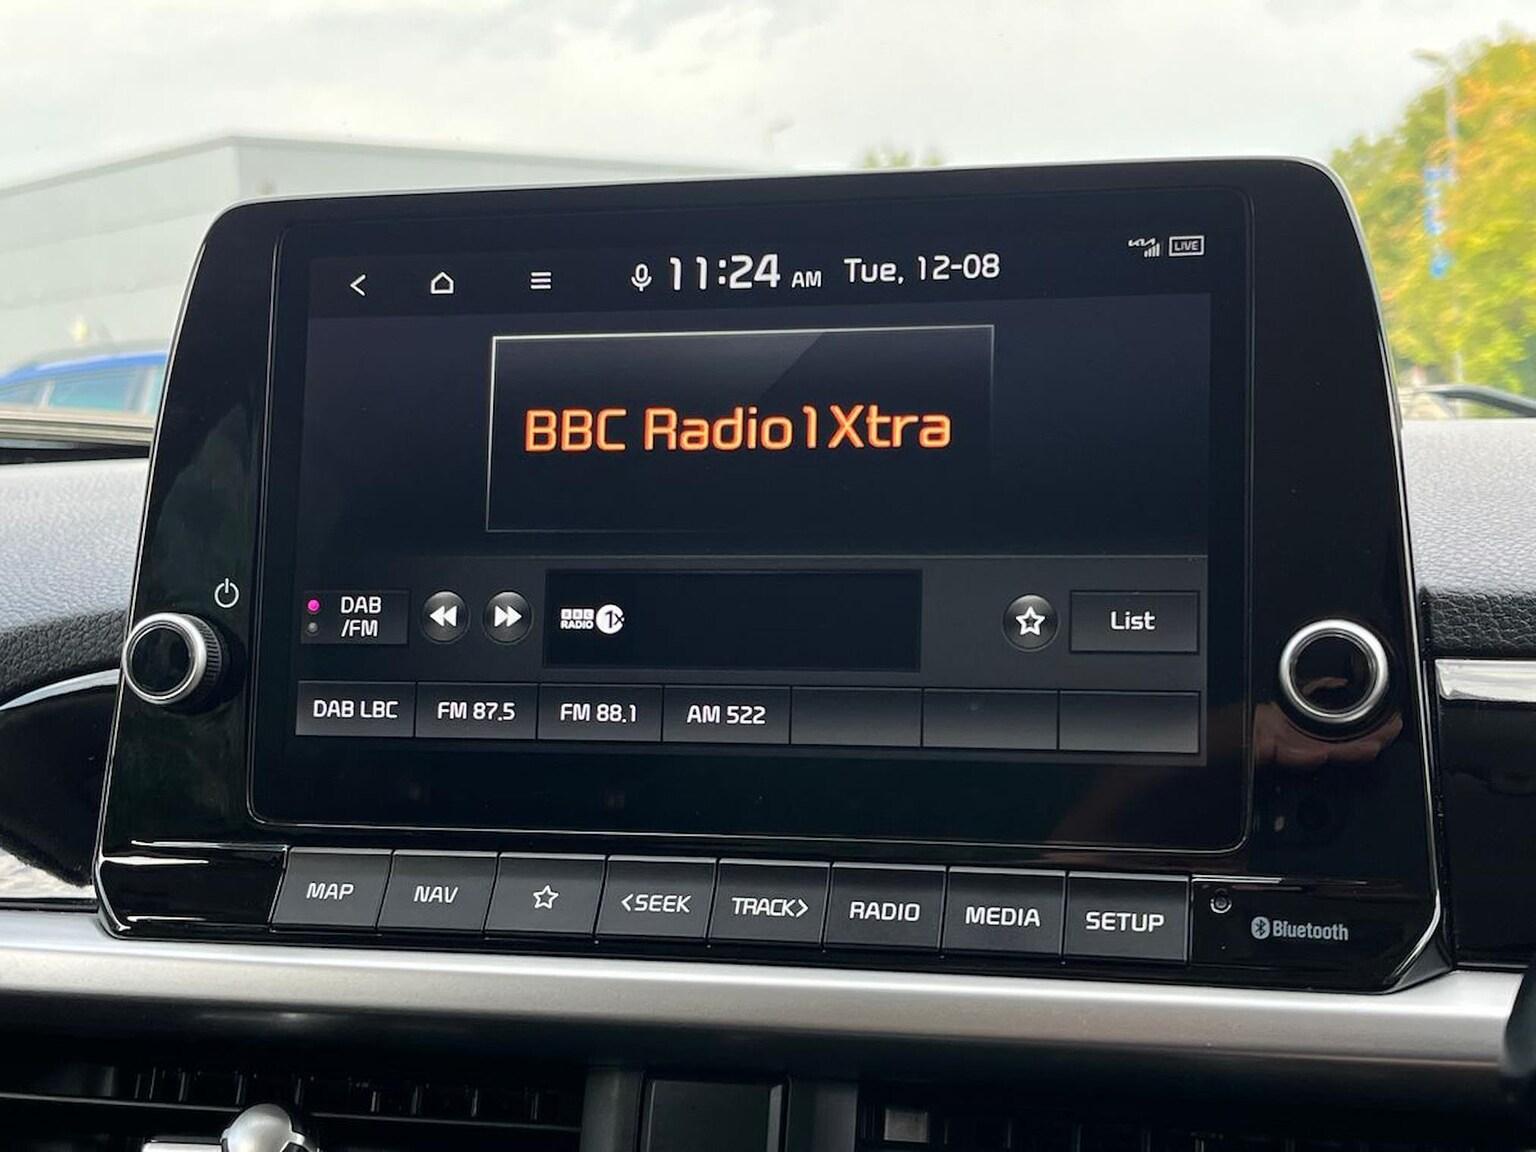 11:24 AM Tue, 12-08
KIA LIVE
BBC Radio 1Xtra
DAB
/FM
BBC
RADIO 1X
List
DAB LBC FM 87.5 FM 88.1 AM 522
MAP NAV <SEEK TRACK> RADIO MEDIA SETUP
Bluetooth